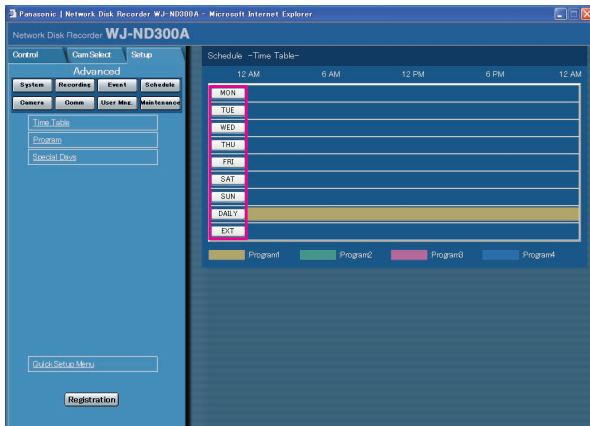 Panasonic | Network Disk Recorder WJ-ND300A - Microsoft Internet Explorer
Network Disk Recorder WJ-ND300A
Control Cam Select Setup
Advanced
System Recording Event Schedule
Camera Comm User Mng. Maintenance
Time Table
Program
Special Days
Quick Setup Menu
Registration
Schedule -Time Table-
12 AM 6 AM 12 PM 6 PM 12 AM
MON
TUE
WED
THU
FRI
SAT
SUN
DAILY
EXT
:Program1 :Program2 :Program3 :Program4